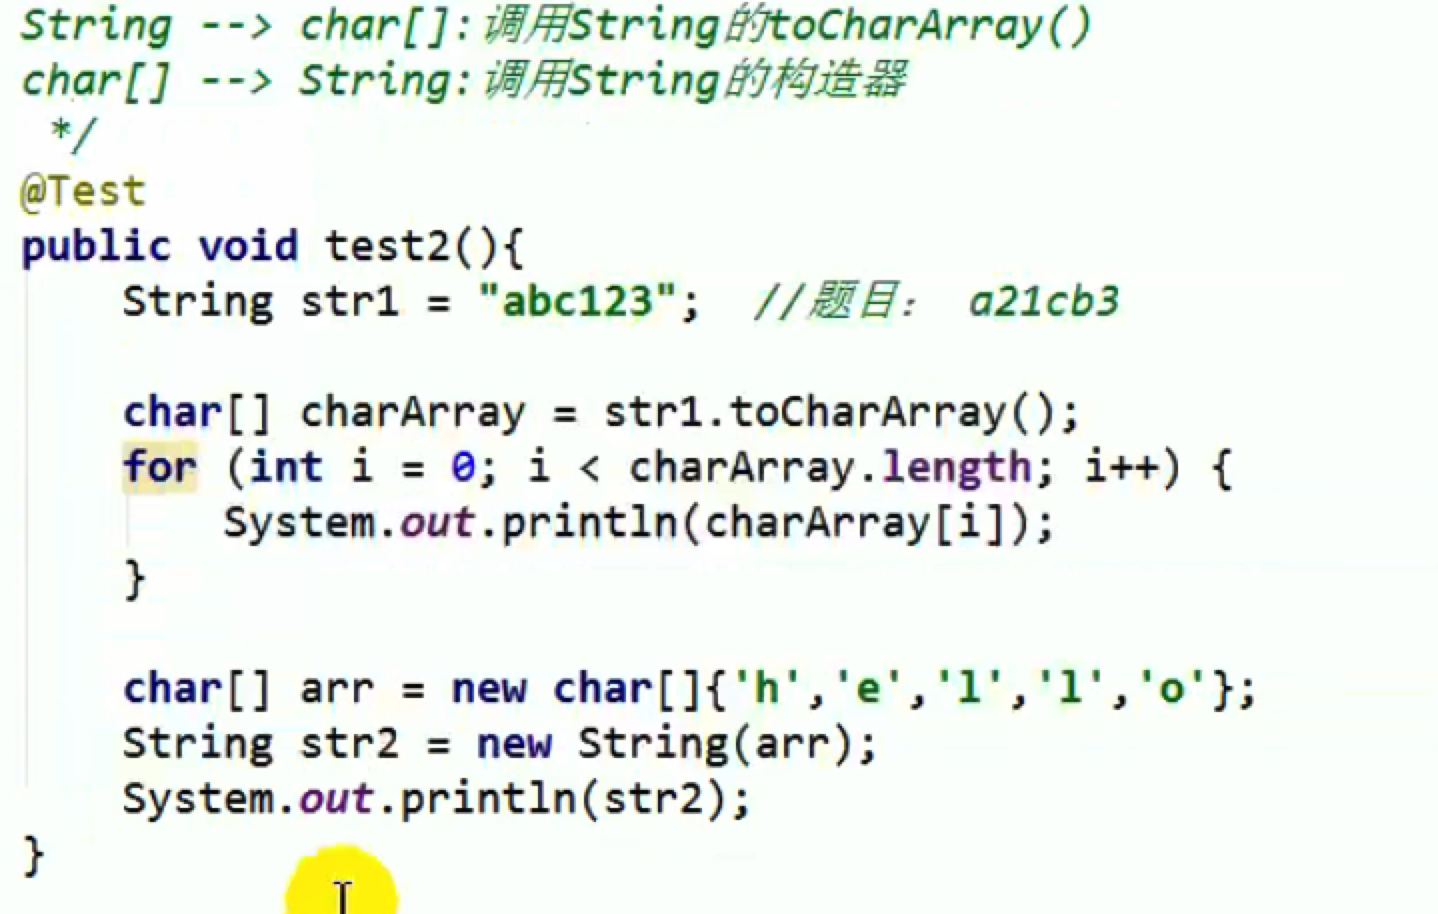 String --> char[]:调用String的toCharArray()
char[] --> String:调用String的构造器
*/
@Test
public void test2(){
String str1 = "abc123";  //题目： a21cb3
char[] charArray = str1.toCharArray();
for (int i = 0; i < charArray.length; i++) {
System.out.println(charArray[i]);
}
char[] arr = new char[]{'h','e','l','l','o'};
String str2 = new String(arr);
System.out.println(str2);
}